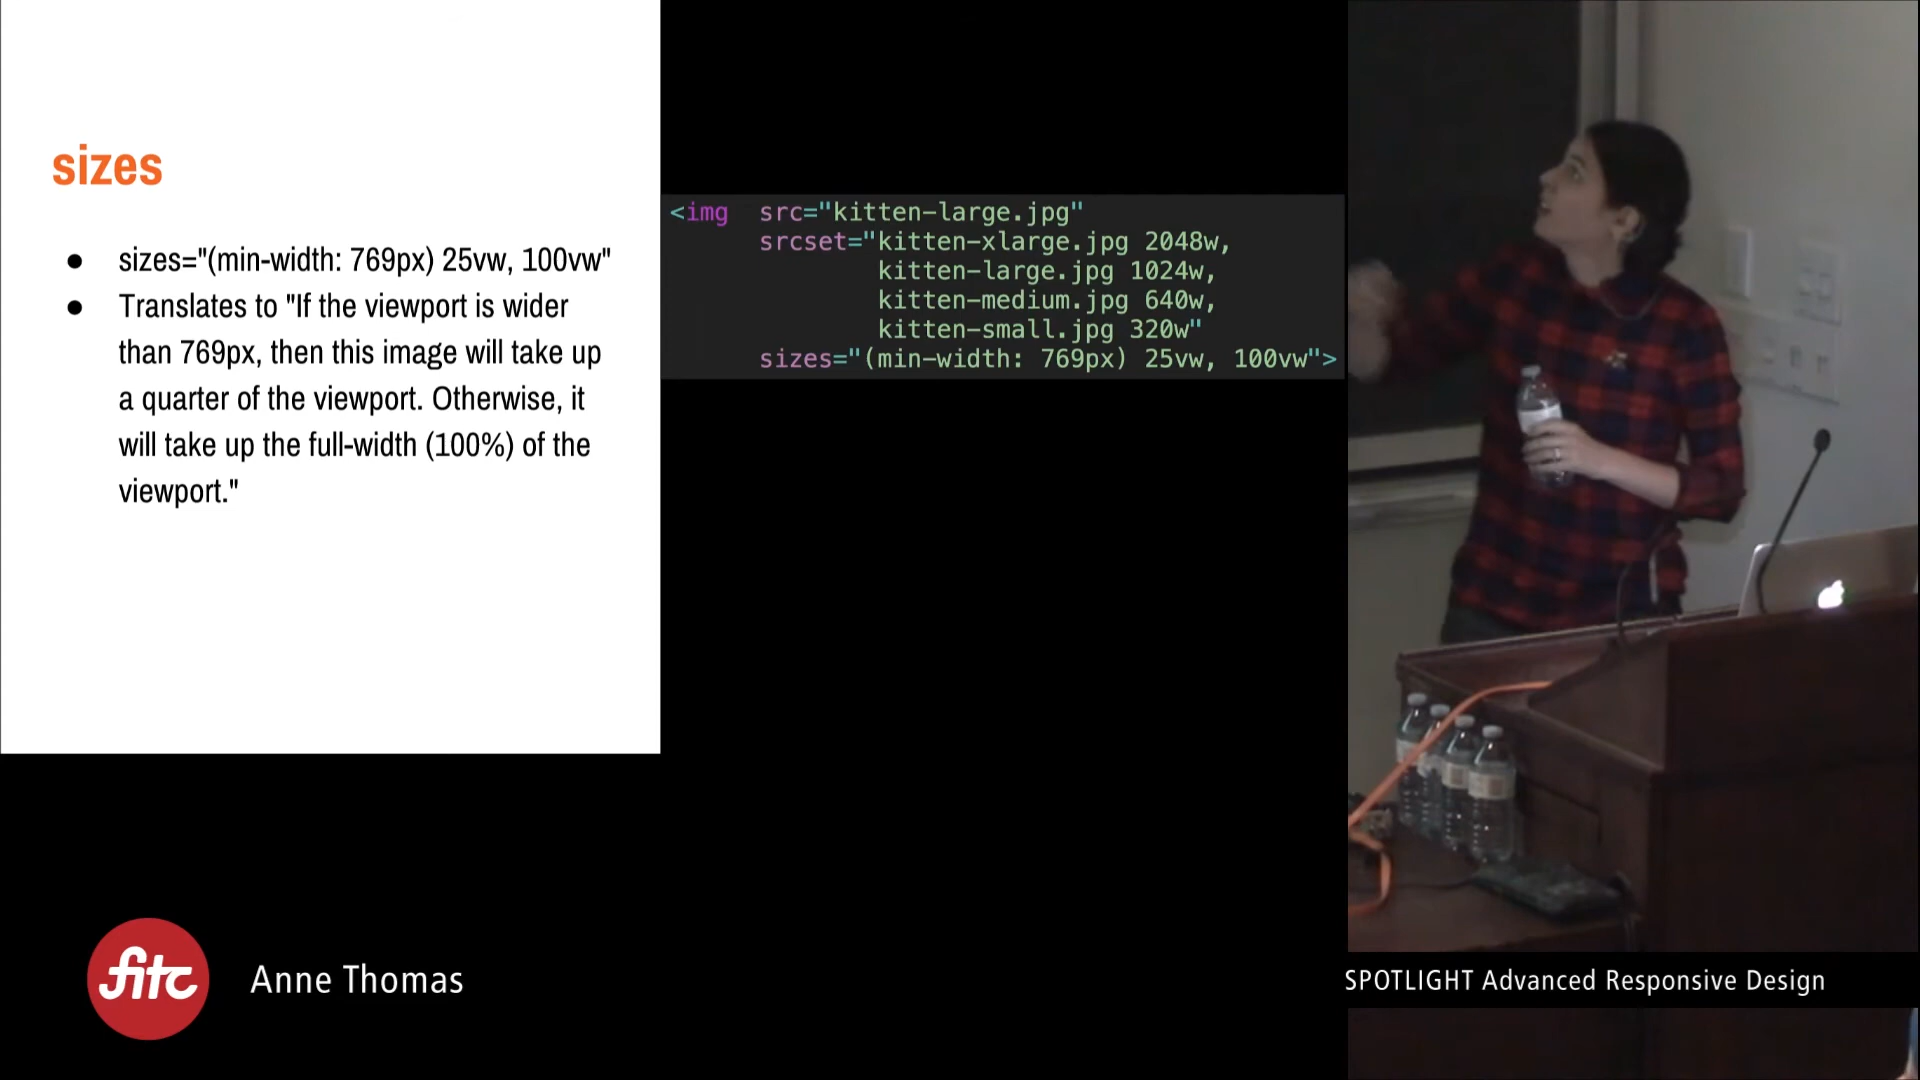 sizes
● sizes="(min-width: 769px) 25vw, 100vw"
● Translates to "If the viewport is wider
than 769px, then this image will take up
a quarter of the viewport. Otherwise, it
will take up the full-width (100%) of the
viewport."
<img src="kitten-large.jpg"
srcset="kitten-xlarge.jpg 2048w,
kitten-large.jpg 1024w,
kitten-medium.jpg 640w,
kitten-small.jpg 320w"
sizes="(min-width: 769px) 25vw, 100vw">
fitc
Anne Thomas
SPOTLIGHT Advanced Responsive Design